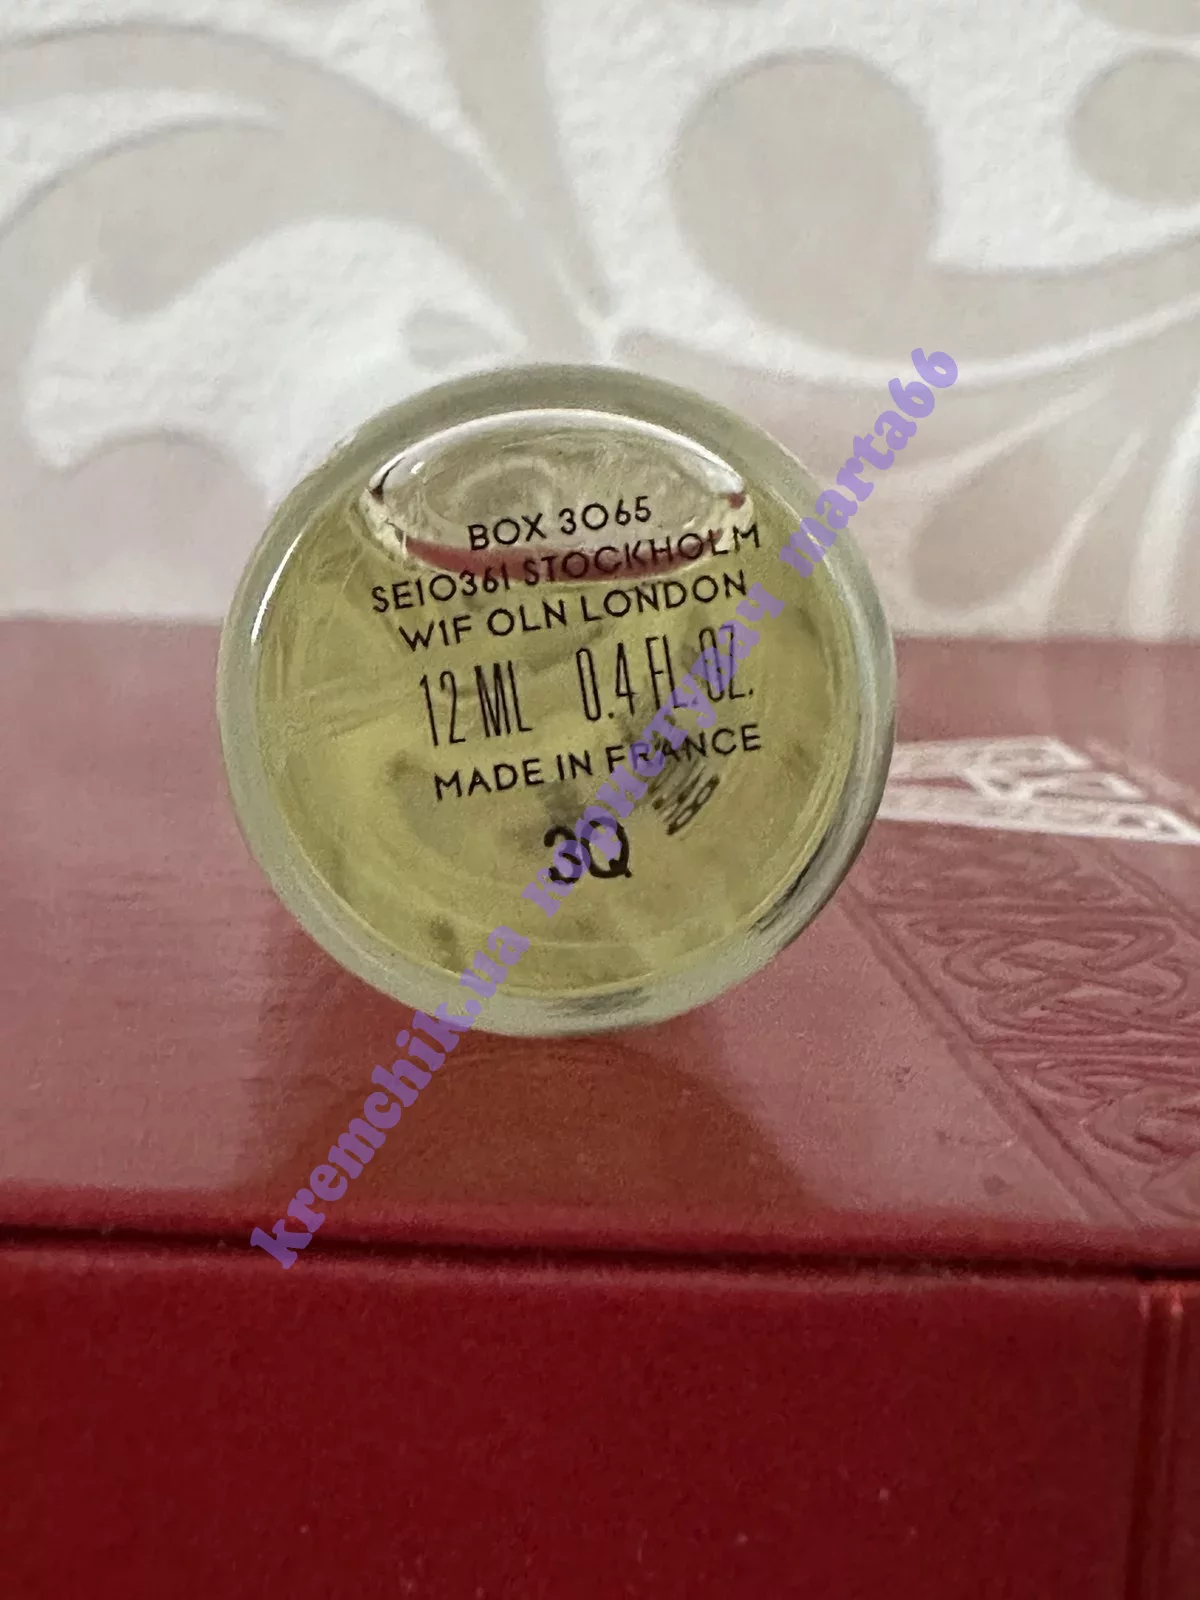 BOX 3065
SE10361 STOCKHOLM
W1F OLN LONDON
12 ML 0.4 FL.OZ.
MADE IN FRANCE
3Q
kremchik.ua користувач marta66